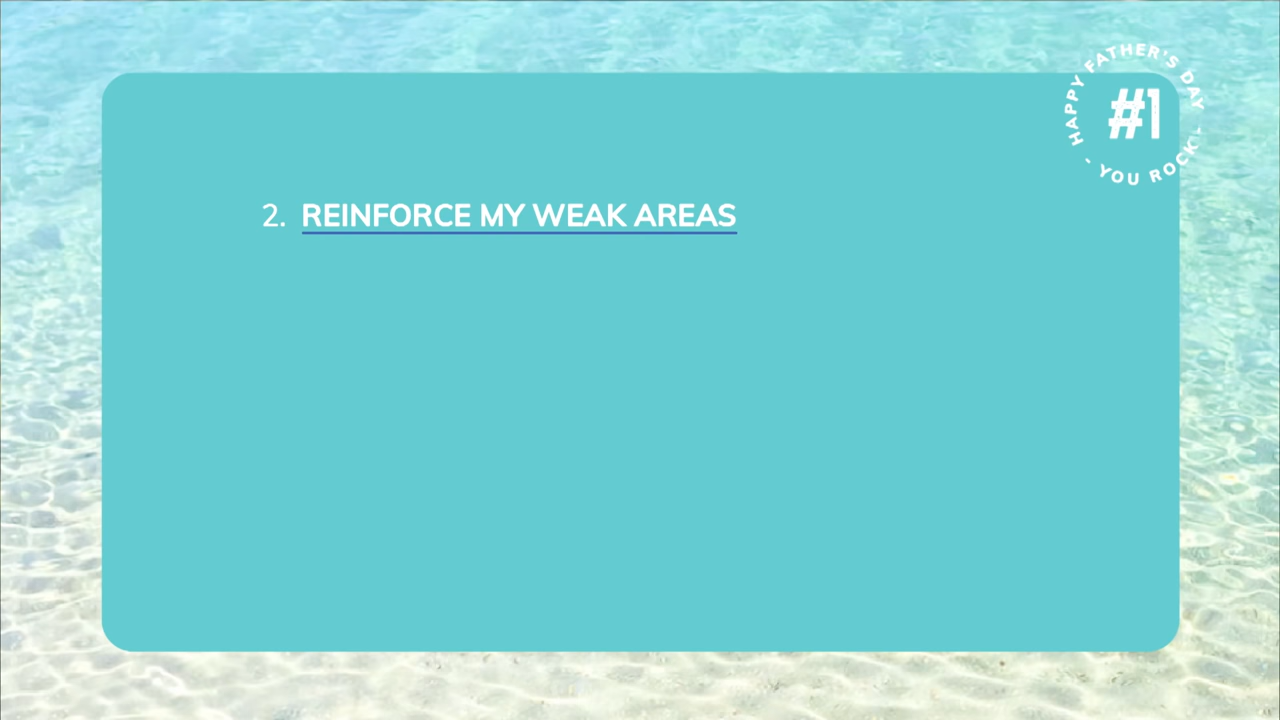 HAPPY FATHER'S DAY
#1
- YOU ROCK -
2. REINFORCE MY WEAK AREAS